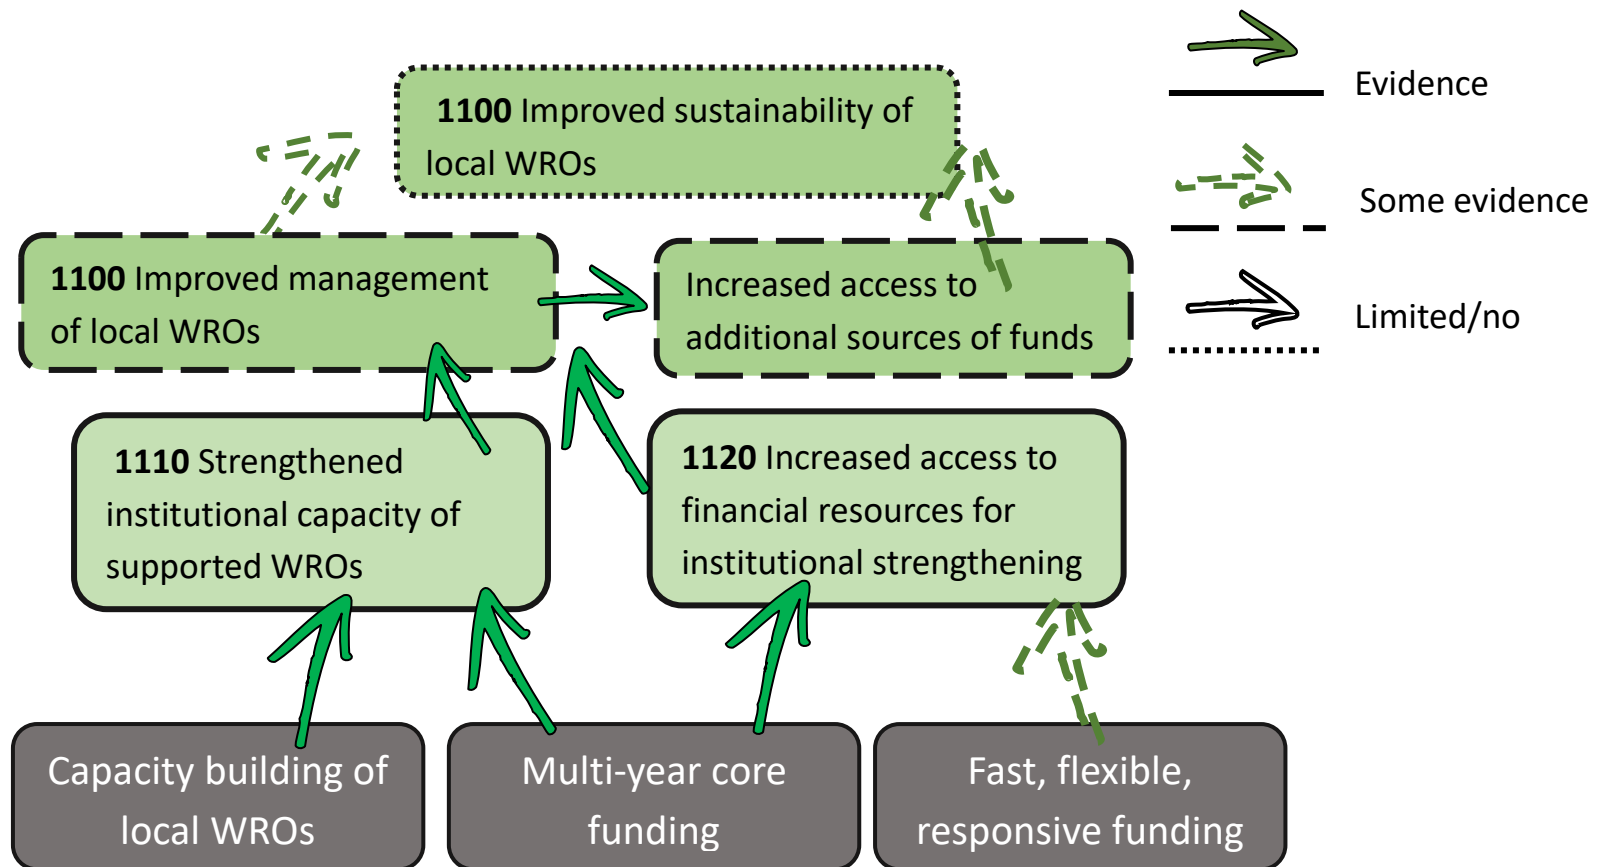 1100 Improved sustainability of
local WROs
Evidence
Some evidence
Limited/no
1100 Improved management
of local WROs
Increased access to
additional sources of funds
1110 Strengthened
institutional capacity of
supported WROs
1120 Increased access to
financial resources for
institutional strengthening
Capacity building of
local WROs
Multi-year core
funding
Fast, flexible,
responsive funding